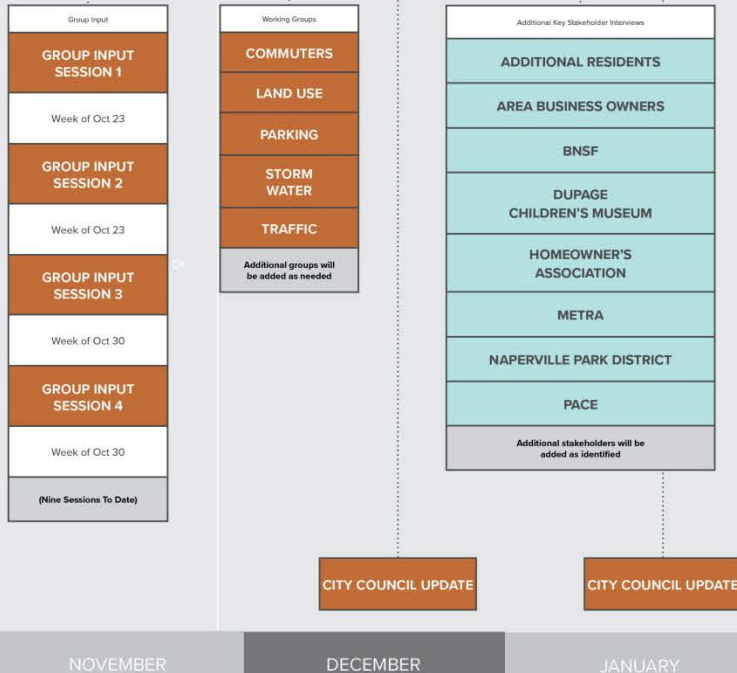 Group Input
GROUP INPUT
SESSION 1
Week of Oct 23
GROUP INPUT
SESSION 2
Week of Oct 23
GROUP INPUT
SESSION 3
Week of Oct 30
GROUP INPUT
SESSION 4
Week of Oct 30
(Nine Sessions To Date)
Working Groups
COMMUTERS
LAND USE
PARKING
STORM
WATER
TRAFFIC
Additional groups will
be added as needed
Additional Key Stakeholder Interviews
ADDITIONAL RESIDENTS
AREA BUSINESS OWNERS
BNSF
DUPAGE
CHILDREN'S MUSEUM
HOMEOWNER'S
ASSOCIATION
METRA
NAPERVILLE PARK DISTRICT
PACE
Additional stakeholders will be
added as identified
CITY COUNCIL UPDATE
CITY COUNCIL UPDATE
NOVEMBER
DECEMBER
JANUARY